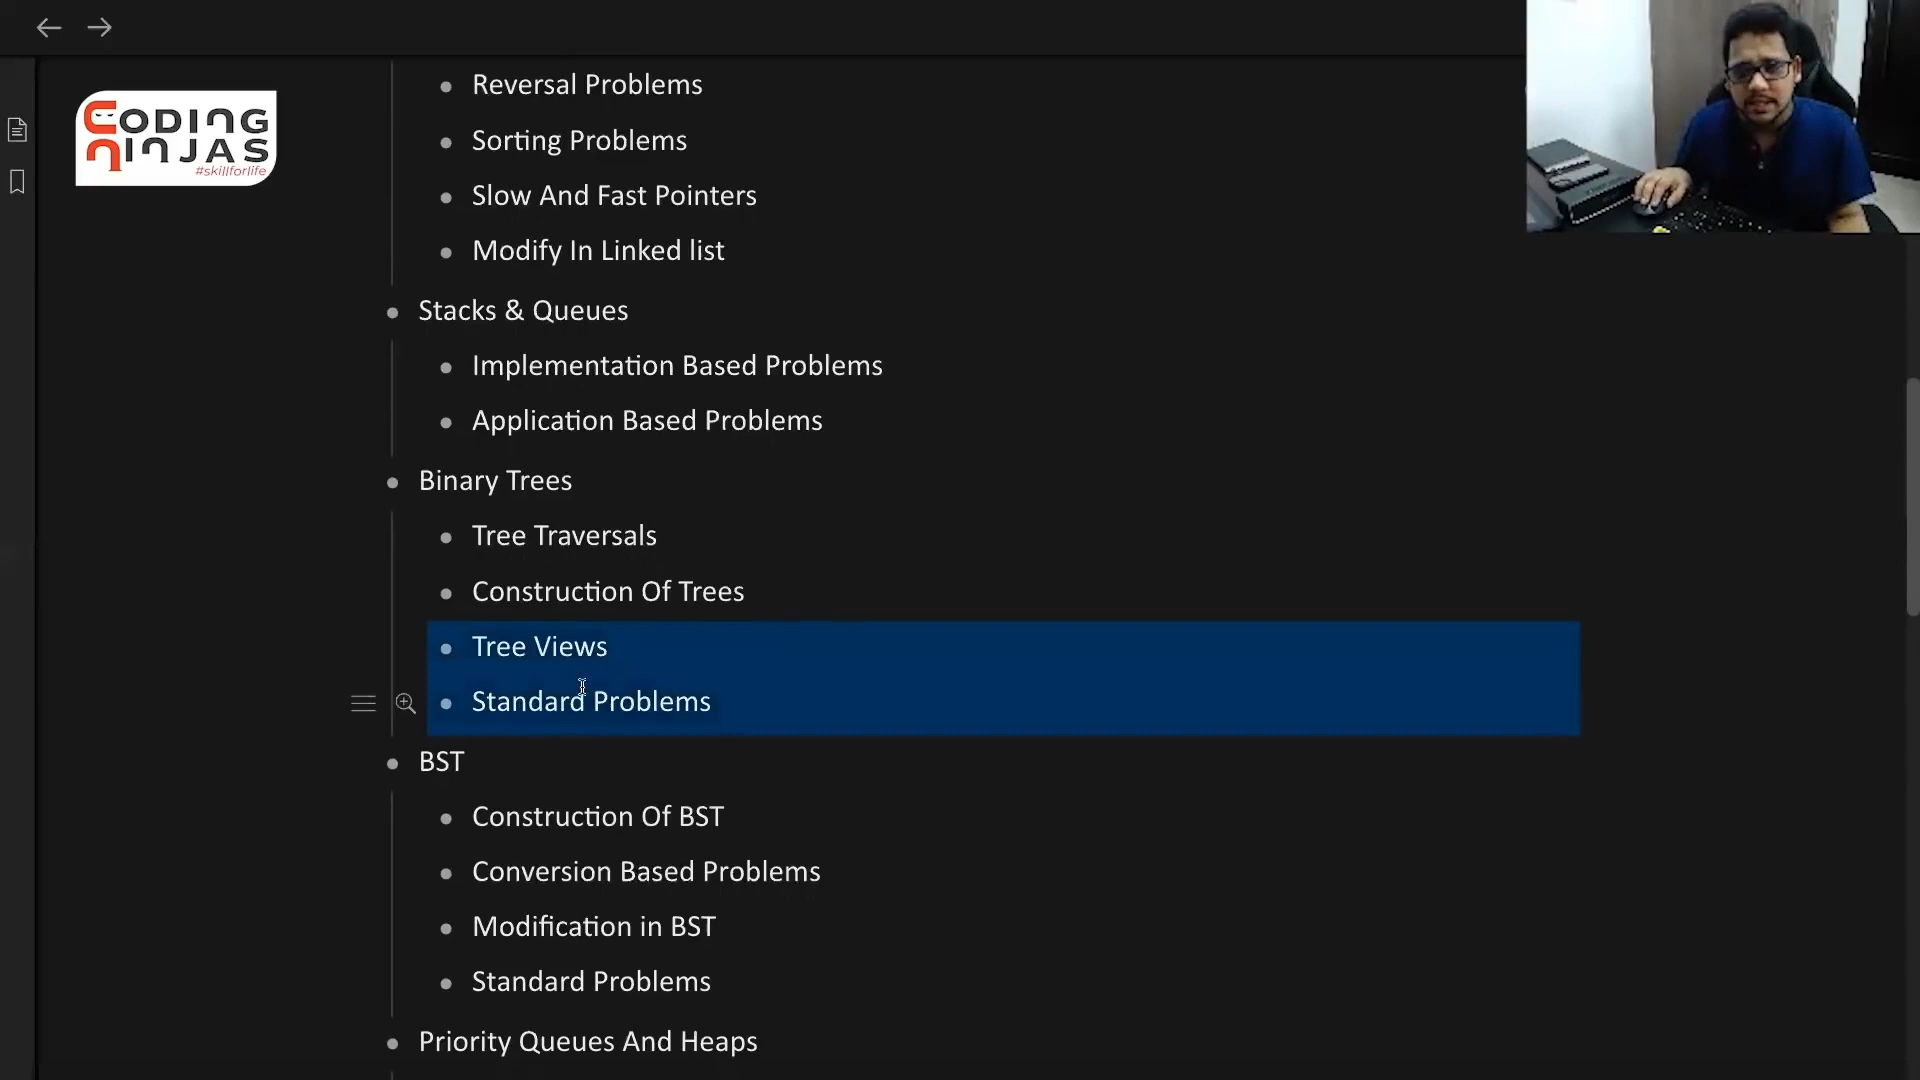 CODING
NINJAS
#skillforlife
Reversal Problems
Sorting Problems
Slow And Fast Pointers
Modify In Linked list
Stacks & Queues
Implementation Based Problems
Application Based Problems
Binary Trees
Tree Traversals
Construction Of Trees
Tree Views
Standard Problems
BST
Construction Of BST
Conversion Based Problems
Modification in BST
Standard Problems
Priority Queues And Heaps